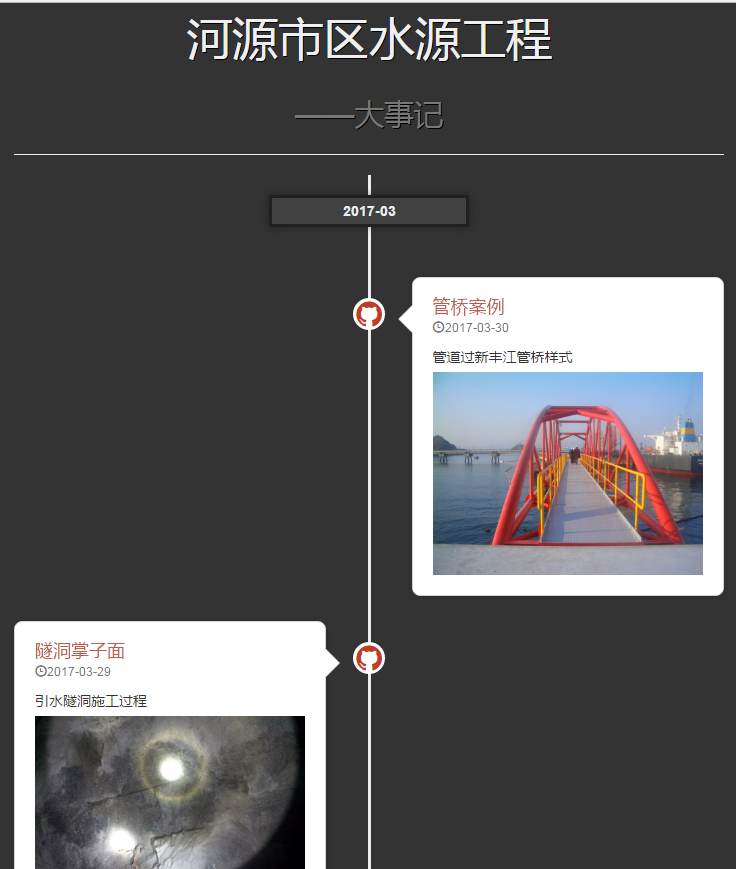 河源市区水源工程
——大事记
2017-03
管桥案例
2017-03-30
管道过新丰江管桥样式
隧洞掌子面
2017-03-29
引水隧洞施工过程